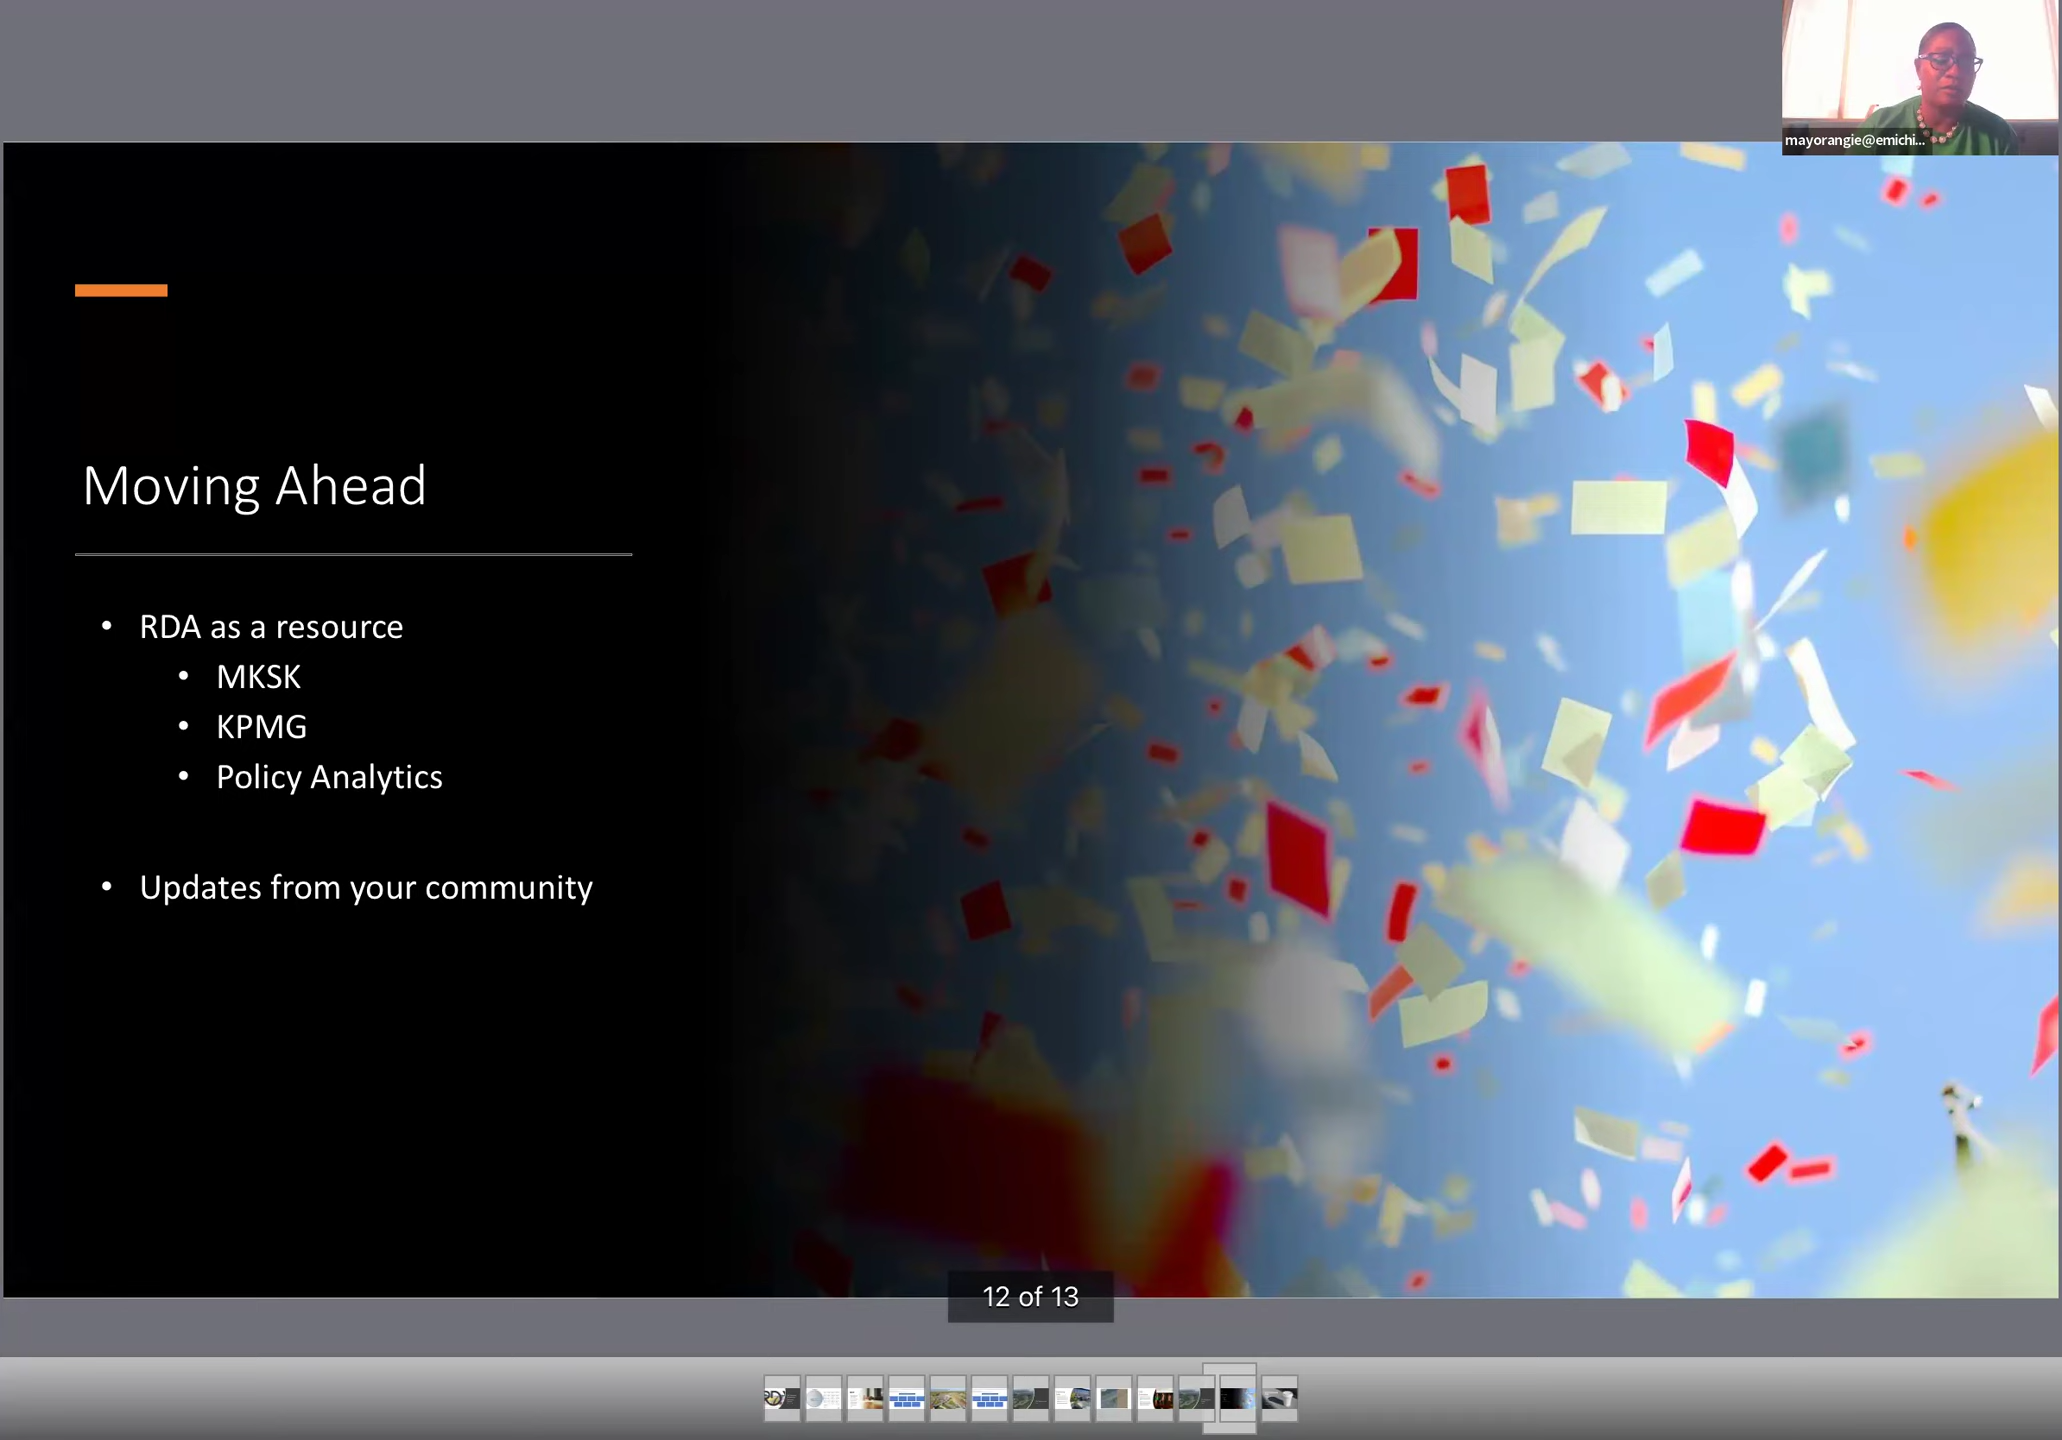 mayorangie@emichi...
Moving Ahead
• RDA as a resource
• MKSK
• KPMG
• Policy Analytics
• Updates from your community
12 of 13